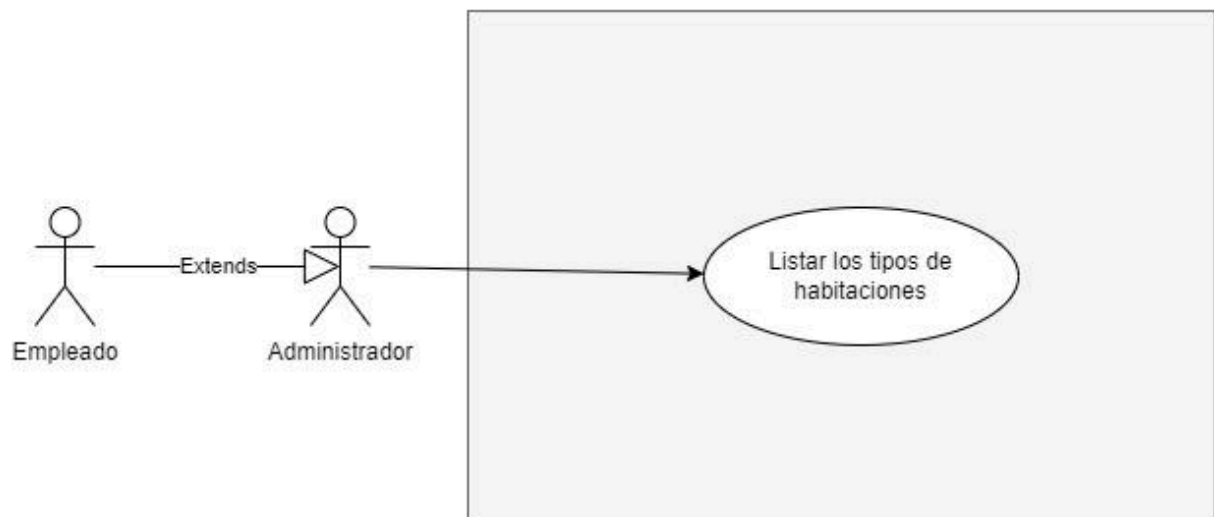 Extends
Empleado
Administrador
Listar los tipos de
habitaciones